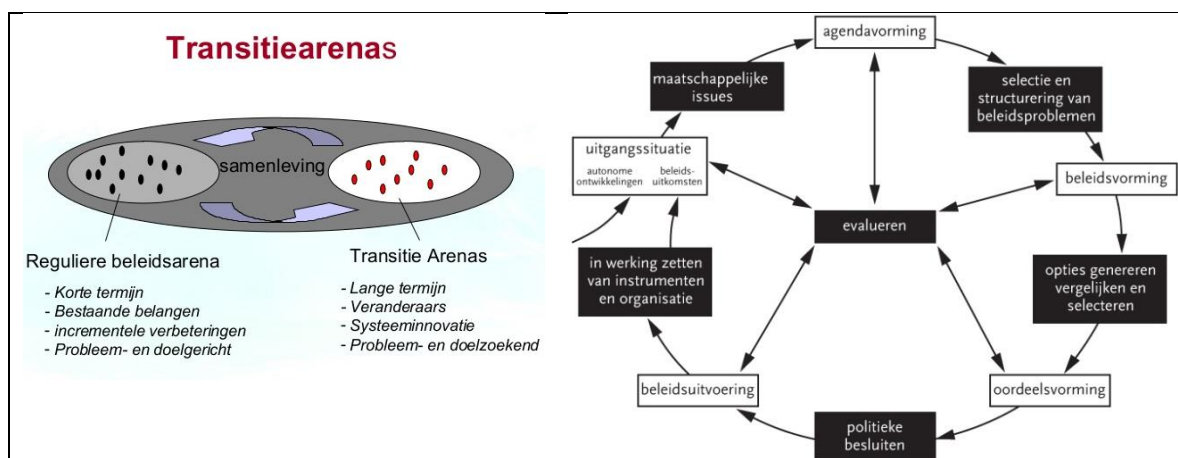 Transitiearenas
samenleving
Reguliere beleidsarena
- Korte termijn
- Bestaande belangen
- incrementele verbeteringen
- Probleem- en doelgericht
Transitie Arenas
- Lange termijn
- Veranderaars
- Systeeminnovatie
- Probleem- en doelzoekend
agendavorming
maatschappelijke
issues
selectie en
structurering van
beleidsproblemen
uitgangssituatie
autonome
ontwikkelingen
beleids-
uitkomsten
beleidsvorming
evalueren
in werking zetten
van instrumenten
en organisatie
opties genereren
vergelijken en
selecteren
beleidsuitvoering
oordeelsvorming
politieke
besluiten